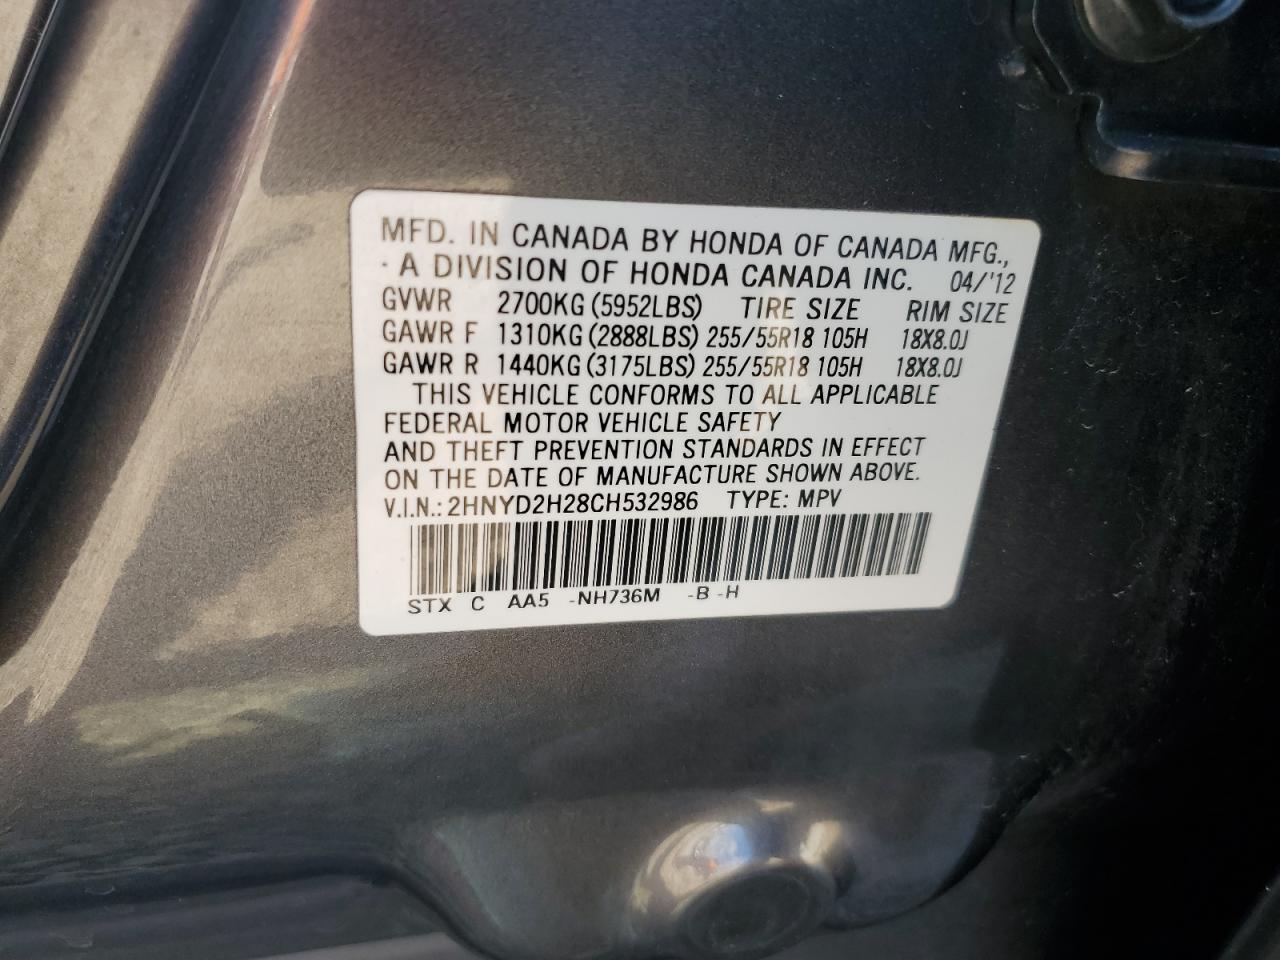 MFD. IN CANADA BY HONDA OF CANADA MFG.,
· A DIVISION OF HONDA CANADA INC. 04/'12
GVWR 2700KG (5952LBS) TIRE SIZE RIM SIZE
GAWR F 1310KG (2888LBS) 255/55R18 105H 18X8.0J
GAWR R 1440KG (3175LBS) 255/55R18 105H 18X8.0J
THIS VEHICLE CONFORMS TO ALL APPLICABLE
FEDERAL MOTOR VEHICLE SAFETY
AND THEFT PREVENTION STANDARDS IN EFFECT
ON THE DATE OF MANUFACTURE SHOWN ABOVE.
V.I.N.: 2HNYD2H28CH532986 TYPE: MPV
STX C AA5 -NH736M -B -H